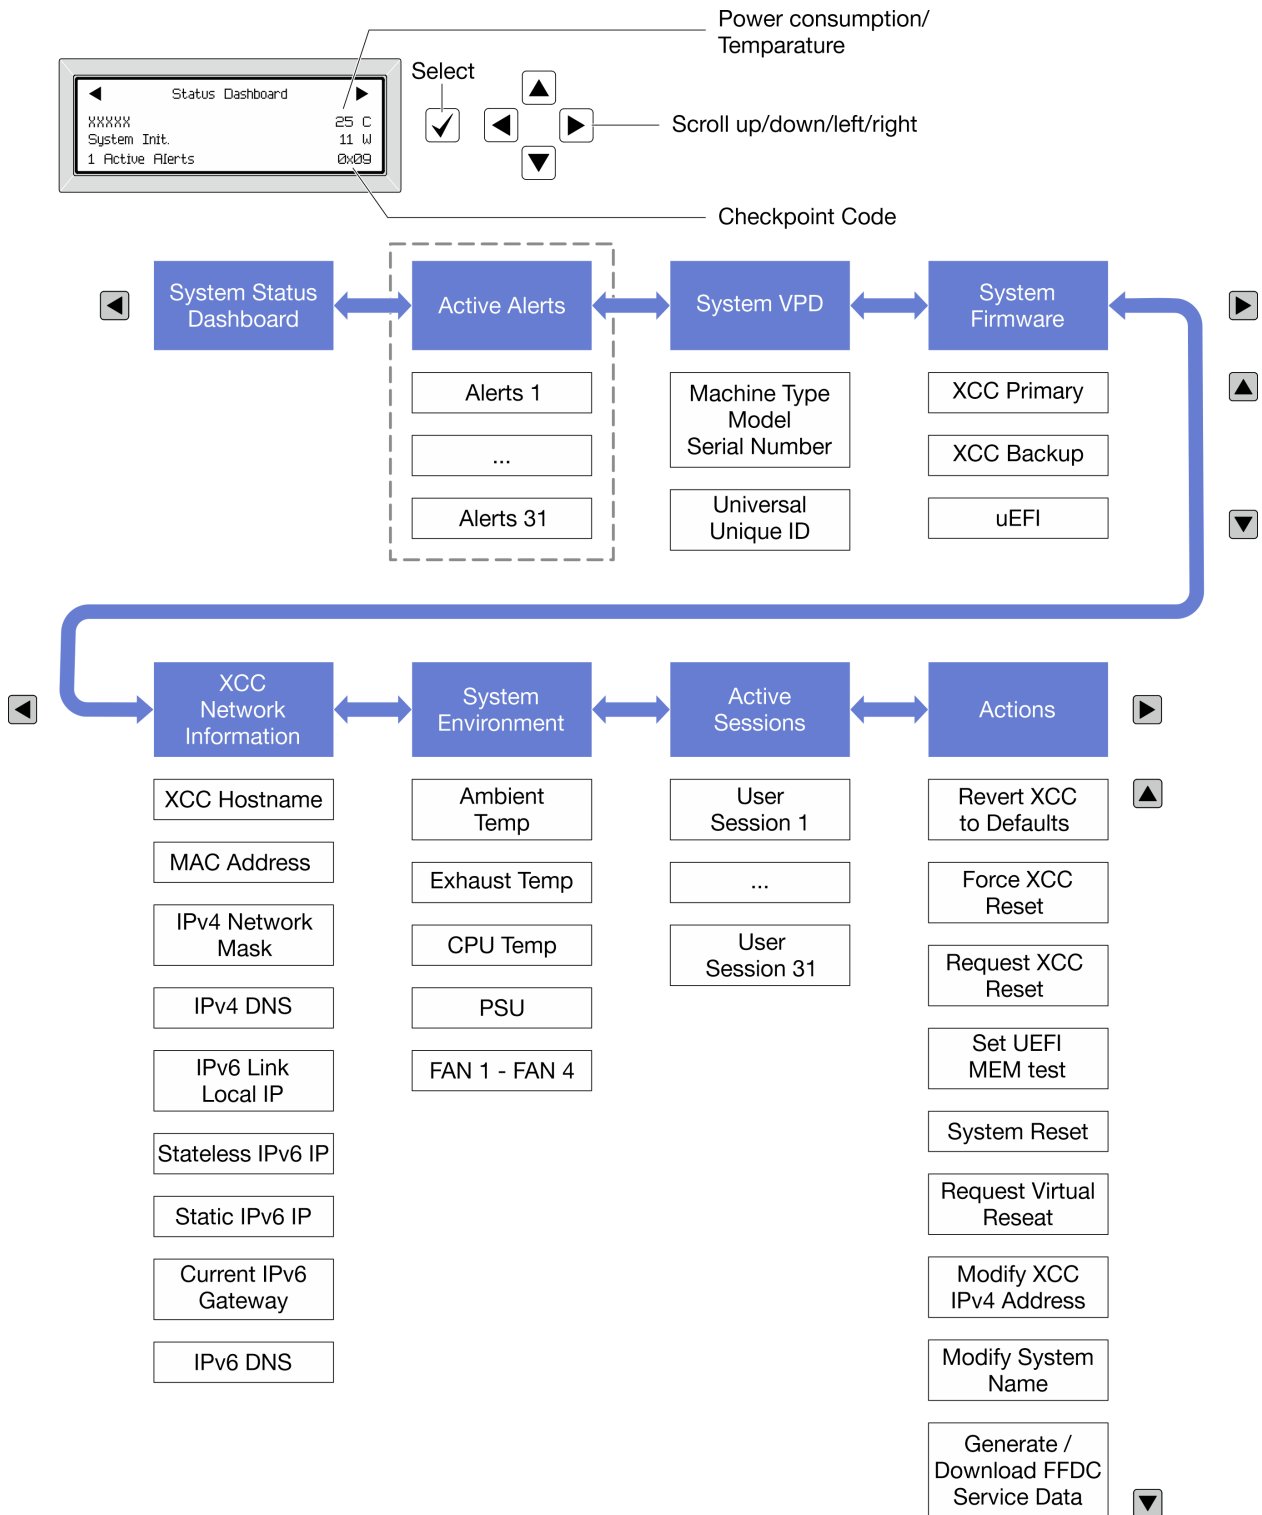 Power consumption/
Temparature
Select
Status Dashboard
XXXXX 25 C
System Init. 11 W
1 Active Alerts 0x09
Scroll up/down/left/right
Checkpoint Code
System Status
Dashboard
Active Alerts
System VPD
System
Firmware
Alerts 1
...
Alerts 31
Machine Type
Model
Serial Number
Universal
Unique ID
XCC Primary
XCC Backup
uEFI
XCC
Network
Information
System
Environment
Active
Sessions
Actions
XCC Hostname
MAC Address
IPv4 Network
Mask
IPv4 DNS
IPv6 Link
Local IP
Stateless IPv6 IP
Static IPv6 IP
Current IPv6
Gateway
IPv6 DNS
Ambient
Temp
Exhaust Temp
CPU Temp
PSU
FAN 1 - FAN 4
User
Session 1
...
User
Session 31
Revert XCC
to Defaults
Force XCC
Reset
Request XCC
Reset
Set UEFI
MEM test
System Reset
Request Virtual
Reseat
Modify XCC
IPv4 Address
Modify System
Name
Generate /
Download FFDC
Service Data